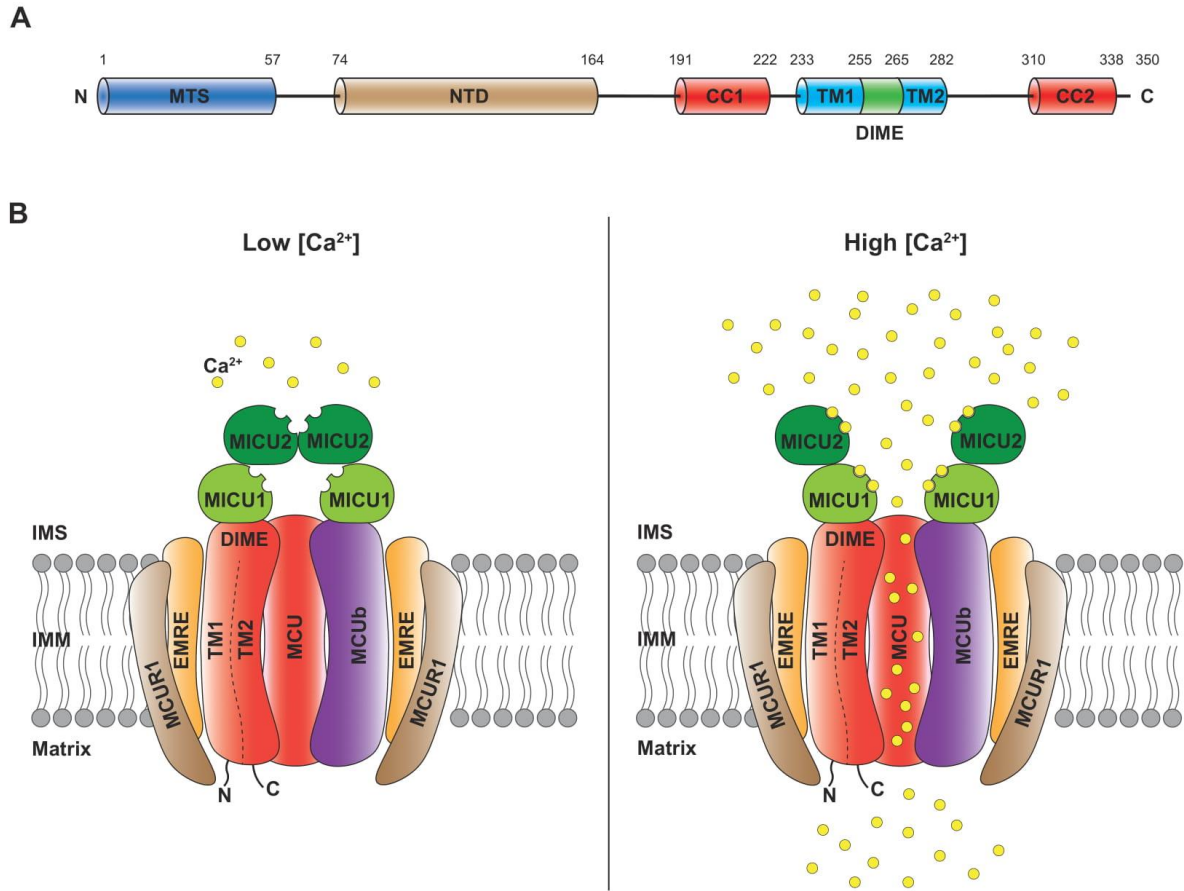 A
1 57 74 164 191 222 233 255 265 282 310 338 350
N MTS NTD CC1 TM1 TM2 CC2 C
DIME
B
Low [Ca²⁺]
High [Ca²⁺]
Ca²⁺
MICU2 MICU2
MICU1 MICU1
IMS
DIME
IMM
MCUR1
EMRE
TM1
TM2
MCU
MCUb
EMRE
MCUR1
Matrix
N C
MICU2 MICU2
MICU1 MICU1
IMS
DIME
IMM
MCUR1
EMRE
TM1
TM2
MCU
MCUb
EMRE
MCUR1
Matrix
N C